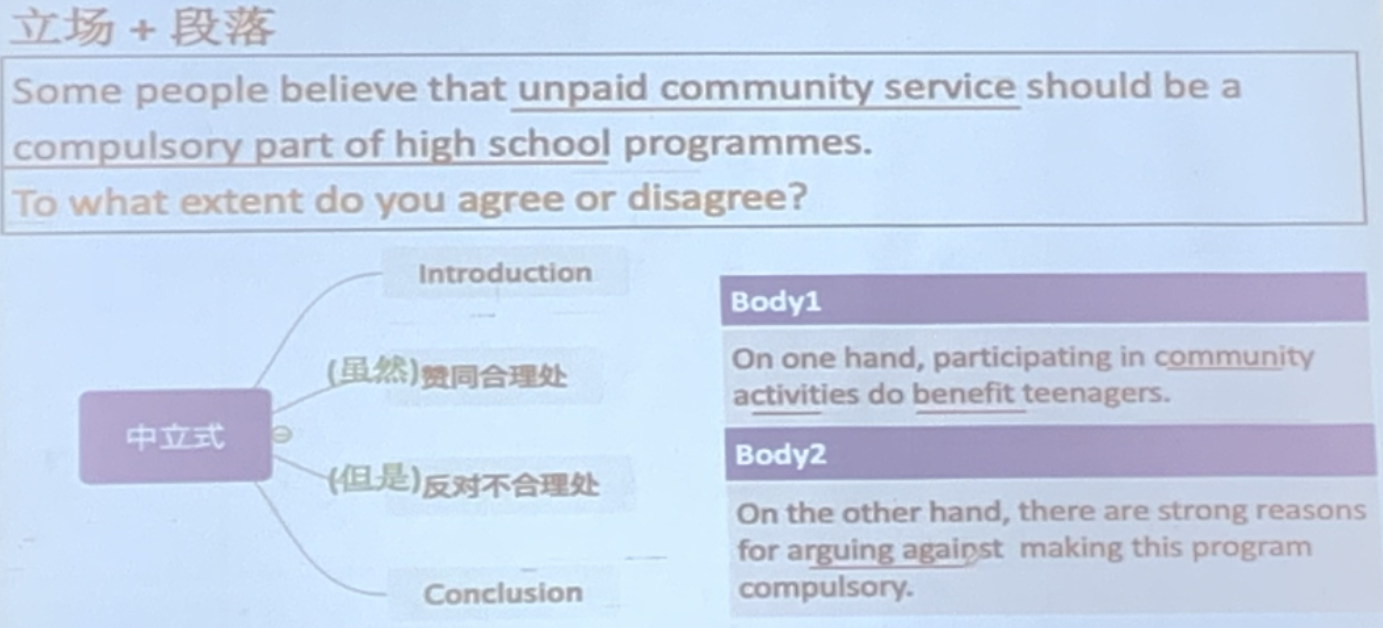 立场 + 段落
Some people believe that unpaid community service should be a
compulsory part of high school programmes.
To what extent do you agree or disagree?
中立式
Introduction
(虽然)赞同合理处
(但是)反对不合理处
Conclusion
Body1
On one hand, participating in community
activities do benefit teenagers.
Body2
On the other hand, there are strong reasons
for arguing against making this program
compulsory.